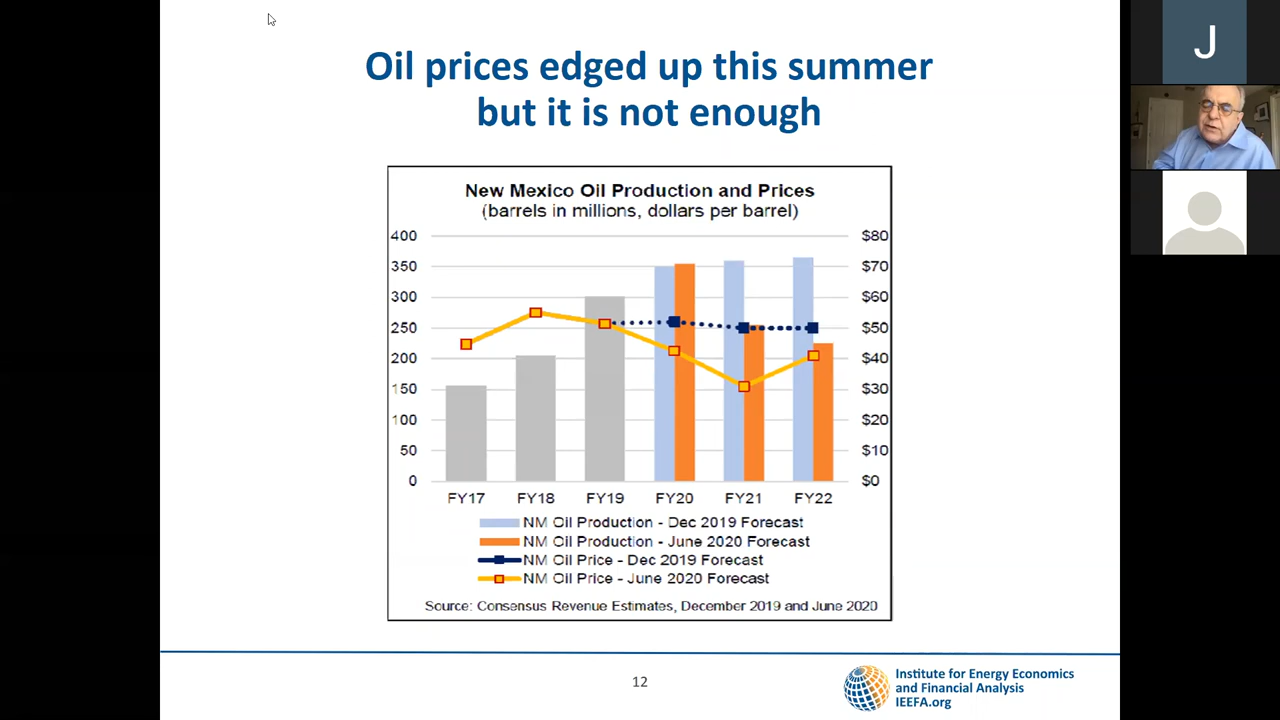 Oil prices edged up this summer
but it is not enough
New Mexico Oil Production and Prices
(barrels in millions, dollars per barrel)
400
350
300
250
200
150
100
50
0
$80
$70
$60
$50
$40
$30
$20
$10
$0
FY17 FY18 FY19 FY20 FY21 FY22
NM Oil Production - Dec 2019 Forecast
NM Oil Production - June 2020 Forecast
NM Oil Price - Dec 2019 Forecast
NM Oil Price - June 2020 Forecast
Source: Consensus Revenue Estimates, December 2019 and June 2020
12
Institute for Energy Economics
and Financial Analysis
IEEFA.org
J